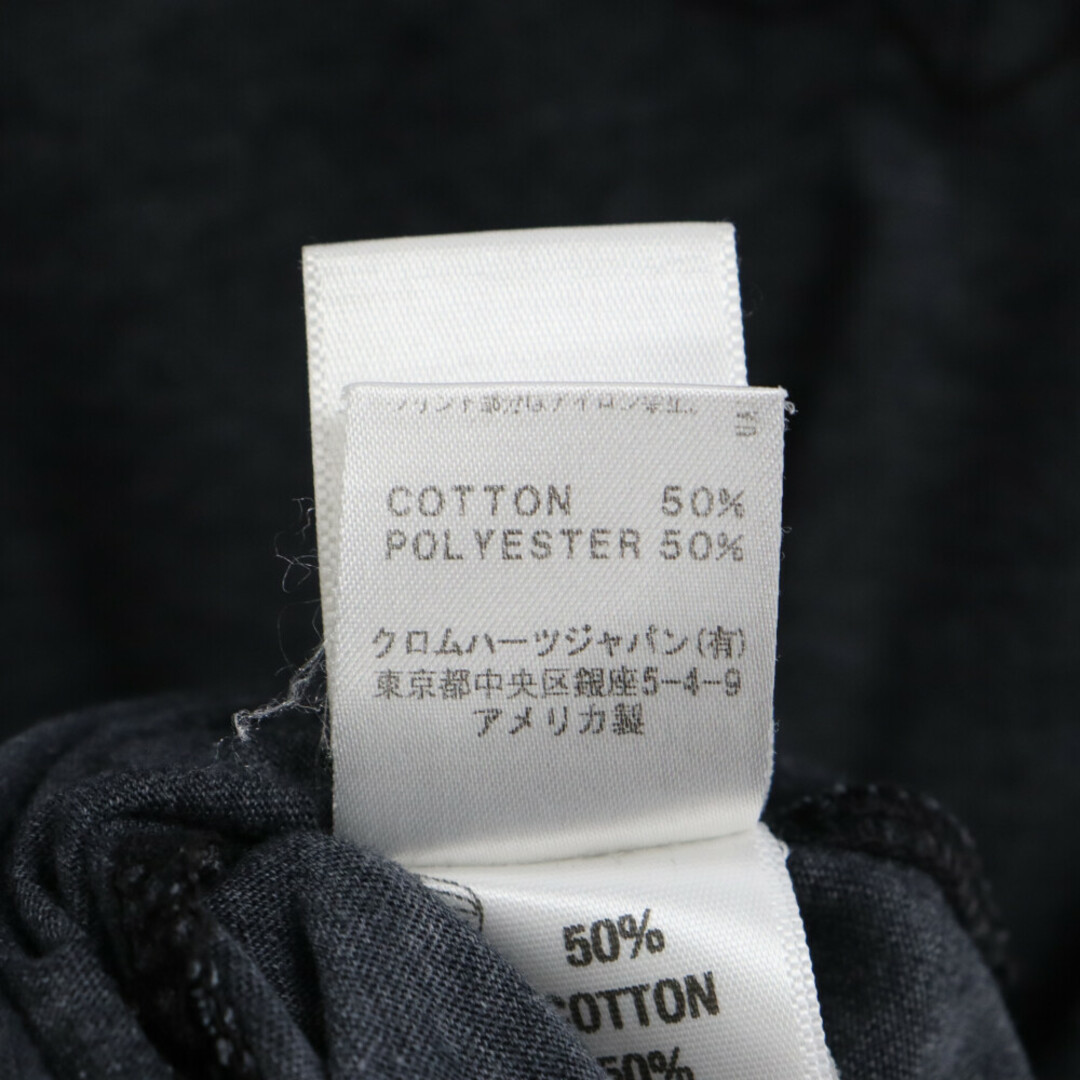 COTTON 50%
POLYESTER 50%
クロムハーツジャパン(有)
東京都中央区銀座5-4-9
アメリカ製
50%
COTTON
50%